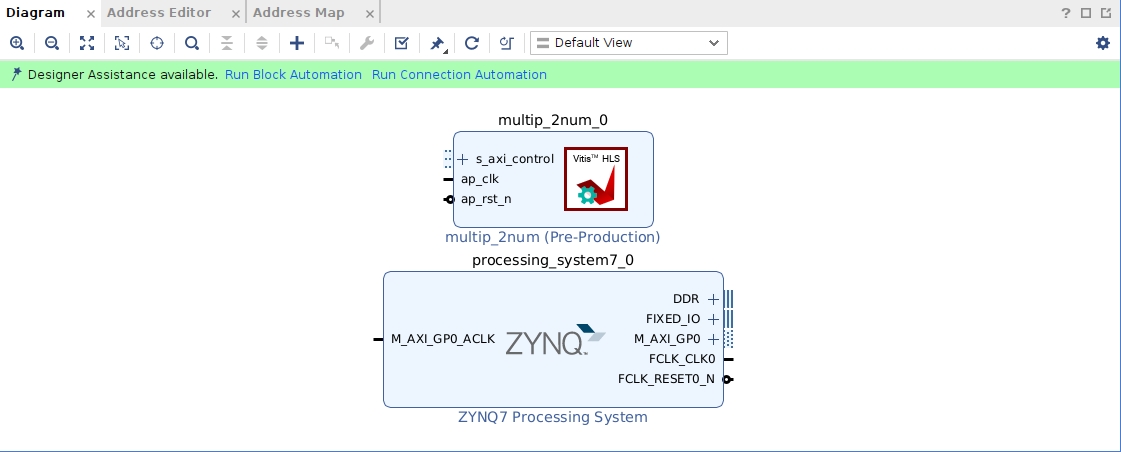 Diagram Address Editor Address Map
Default View
Designer Assistance available. Run Block Automation Run Connection Automation
multip_2num_0
s_axi_control
ap_clk
ap_rst_n
Vitis™ HLS
multip_2num (Pre-Production)
processing_system7_0
M_AXI_GP0_ACLK
ZYNQ™
DDR
FIXED_IO
M_AXI_GP0
FCLK_CLK0
FCLK_RESET0_N
ZYNQ7 Processing System